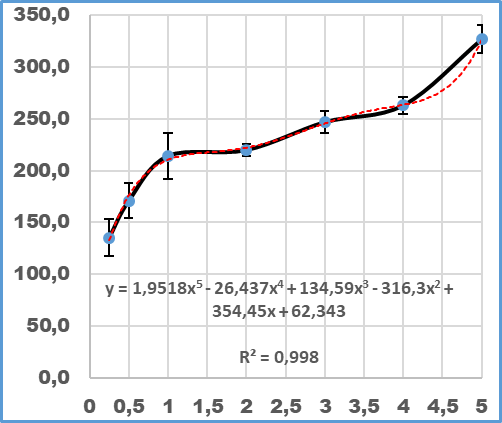 350,0
300,0
250,0
200,0
150,0
100,0
50,0
0,0
y = 1,9518x⁵ - 26,437x⁴ + 134,59x³ - 316,3x² +
354,45x + 62,343
R² = 0,998
0 0,5 1 1,5 2 2,5 3 3,5 4 4,5 5